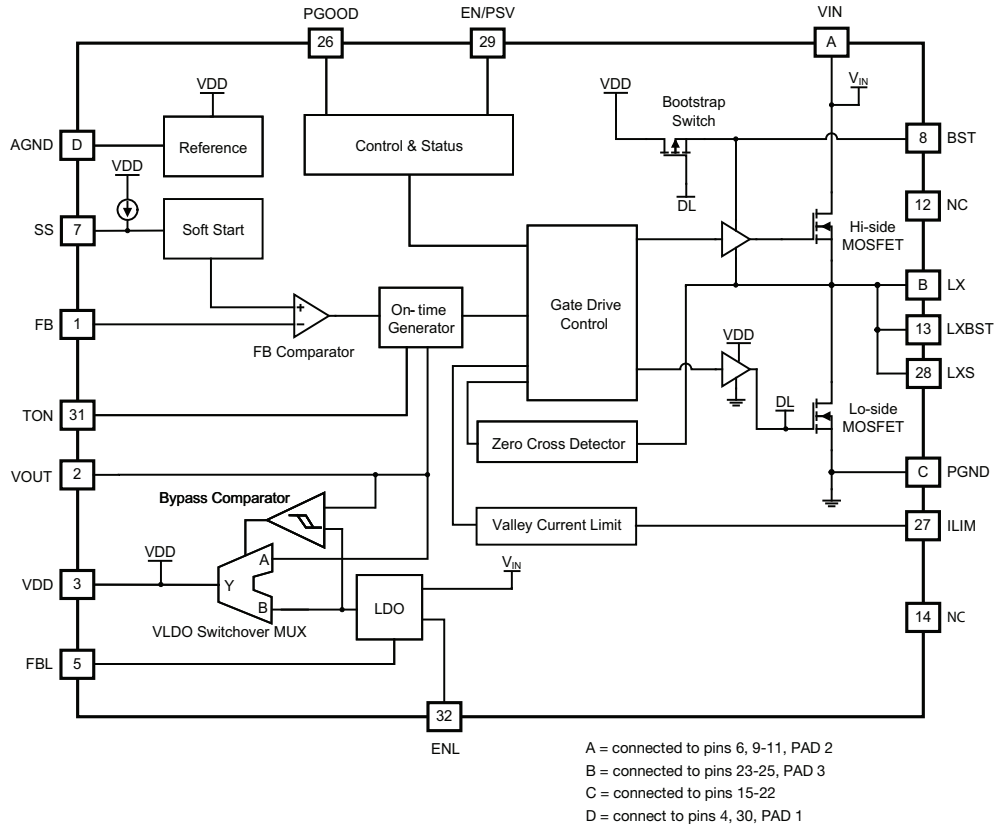 PGOOD
EN/PSV
VIN
26
29
A
VDD
VDD
Bootstrap
Switch
VIN
AGND
D
Reference
Control & Status
8
BST
VDD
DL
SS
7
Soft Start
12
NC
Hi-side
MOSFET
Gate Drive
Control
B
LX
FB
1
+
–
FB Comparator
On-time
Generator
13
LXBST
VDD
28
LXS
TON
31
DL
Lo-side
MOSFET
Zero Cross Detector
VOUT
2
C
PGND
Bypass Comparator
Valley Current Limit
27
ILIM
VDD
A
VIN
VDD
3
Y
B
LDO
VLDO Switchover MUX
14
NC
FBL
5
32
ENL
A = connected to pins 6, 9-11, PAD 2
B = connected to pins 23-25, PAD 3
C = connected to pins 15-22
D = connect to pins 4, 30, PAD 1